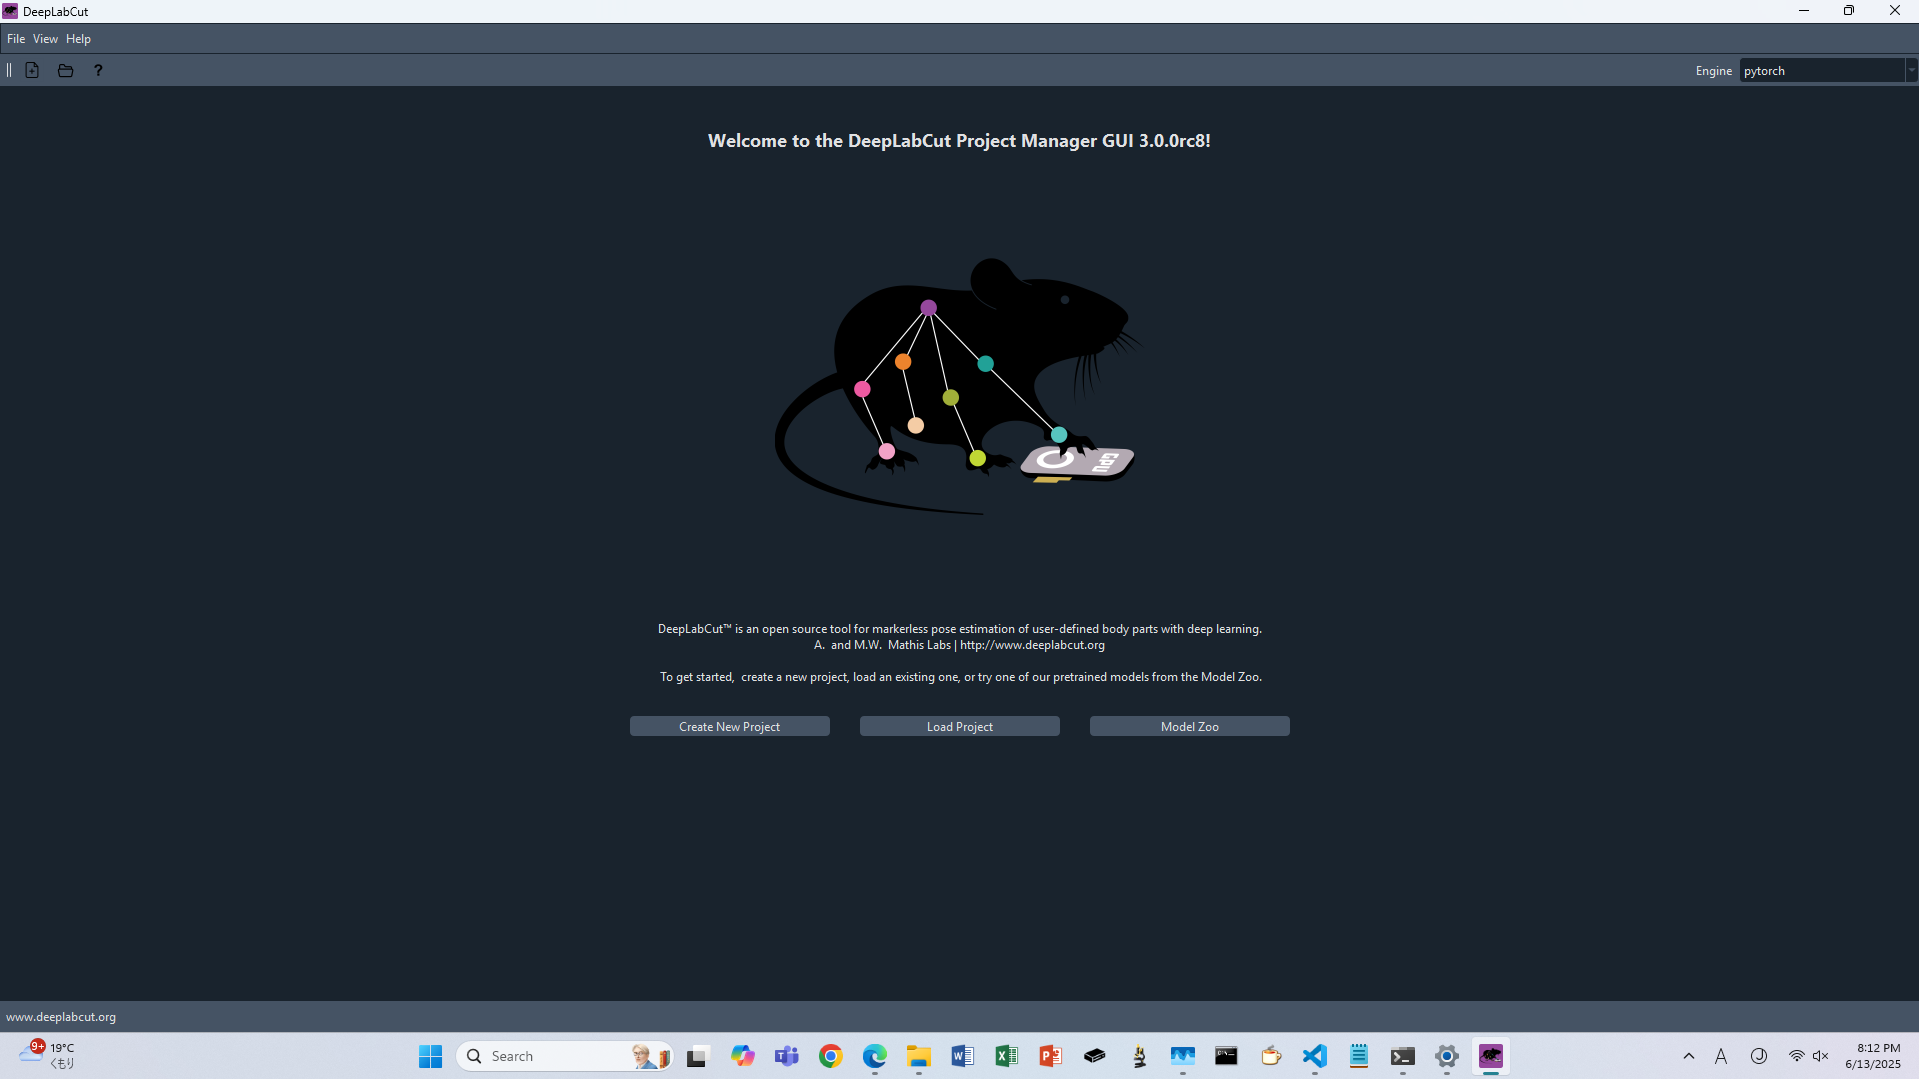 DeepLabCut
File View Help
? Engine pytorch
Welcome to the DeepLabCut Project Manager GUI 3.0.0rc8!
GPU
DeepLabCut™ is an open source tool for markerless pose estimation of user-defined body parts with deep learning.
A. and M.W. Mathis Labs | http://www.deeplabcut.org
To get started, create a new project, load an existing one, or try one of our pretrained models from the Model Zoo.
Create New Project Load Project Model Zoo
www.deeplabcut.org
9+ 19°C
くもり
Search
A J
8:12 PM
6/13/2025